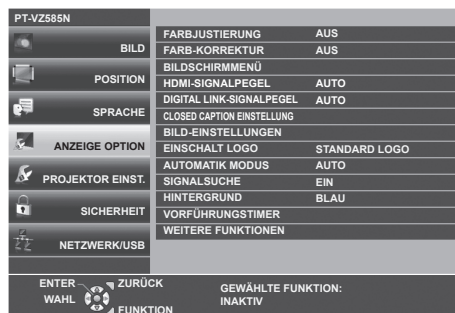 PT-VZ585N
BILD
POSITION
SPRACHE
ANZEIGE OPTION
PROJEKTOR EINST.
SICHERHEIT
NETZWERK/USB
FARBJUSTIERUNG AUS
FARB-KORREKTUR AUS
BILDSCHIRMMENÜ
HDMI-SIGNALPEGEL AUTO
DIGITAL LINK-SIGNALPEGEL AUTO
CLOSED CAPTION EINSTELLUNG
BILD-EINSTELLUNGEN
EINSCHALT LOGO STANDARD LOGO
AUTOMATIK MODUS AUTO
SIGNALSUCHE EIN
HINTERGRUND BLAU
VORFÜHRUNGSTIMER
WEITERE FUNKTIONEN
ENTER ZURÜCK
WAHL FUNKTION
GEWÄHLTE FUNKTION:
INAKTIV